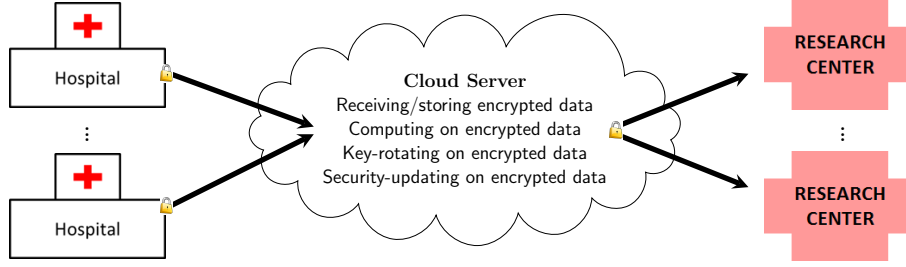 Hospital
⋮
Hospital
Cloud Server
Receiving/storing encrypted data
Computing on encrypted data
Key-rotating on encrypted data
Security-updating on encrypted data
RESEARCH
CENTER
⋮
RESEARCH
CENTER